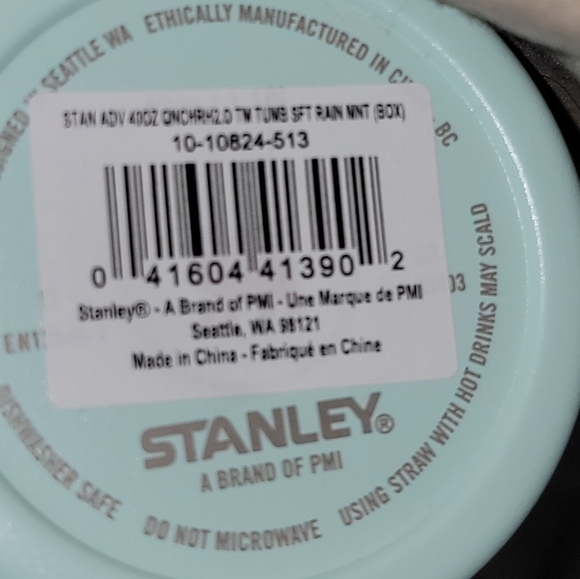 SEATTLE WA ETHICALLY MANUFACTURED IN
BC
STAN ADV 40OZ QNCHRH2.O TM TUMB SFT RAIN MNT (BOX)
10-10824-513
0 41604 41390 2
Stanley® - A Brand of PMI - Une Marque de PMI
Seattle, WA 98121
Made in China - Fabriqué en Chine
03
STANLEY®
A BRAND OF PMI
DISHWASHER SAFE
DO NOT MICROWAVE
USING STRAW WITH HOT DRINKS MAY SCALD